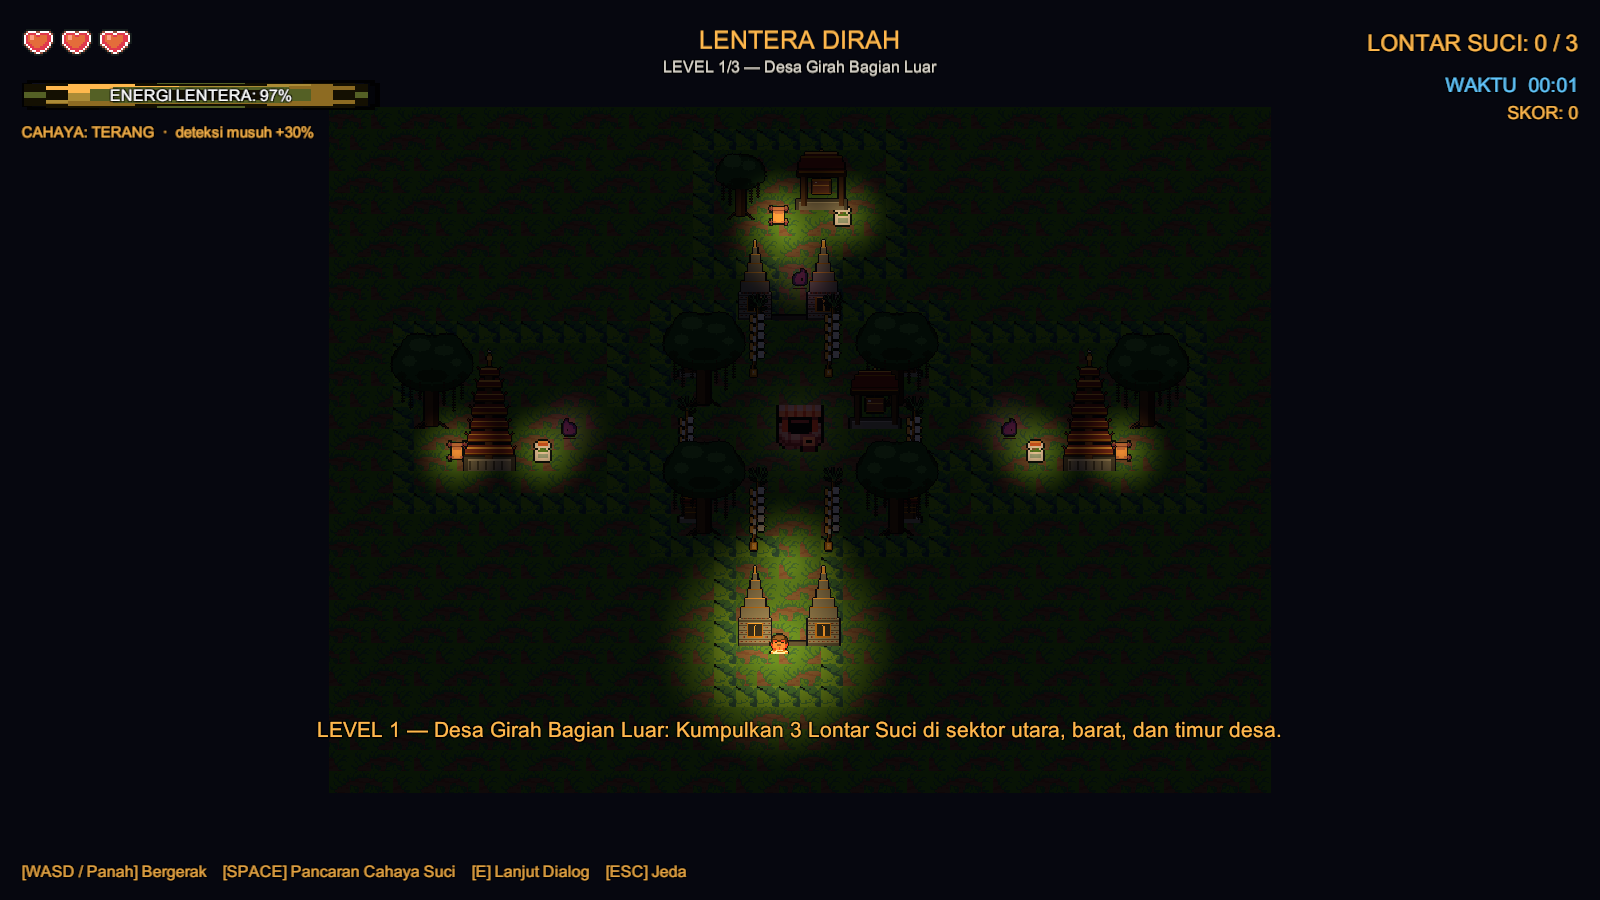 LENTERA DIRAH
LEVEL 1/3 — Desa Girah Bagian Luar
LONTAR SUCI: 0 / 3
WAKTU 00:01
SKOR: 0
ENERGI LENTERA: 97%
CAHAYA: TERANG · deteksi musuh +30%
LEVEL 1 — Desa Girah Bagian Luar: Kumpulkan 3 Lontar Suci di sektor utara, barat, dan timur desa.
[WASD / Panah] Bergerak [SPACE] Pancaran Cahaya Suci [E] Lanjut Dialog [ESC] Jeda